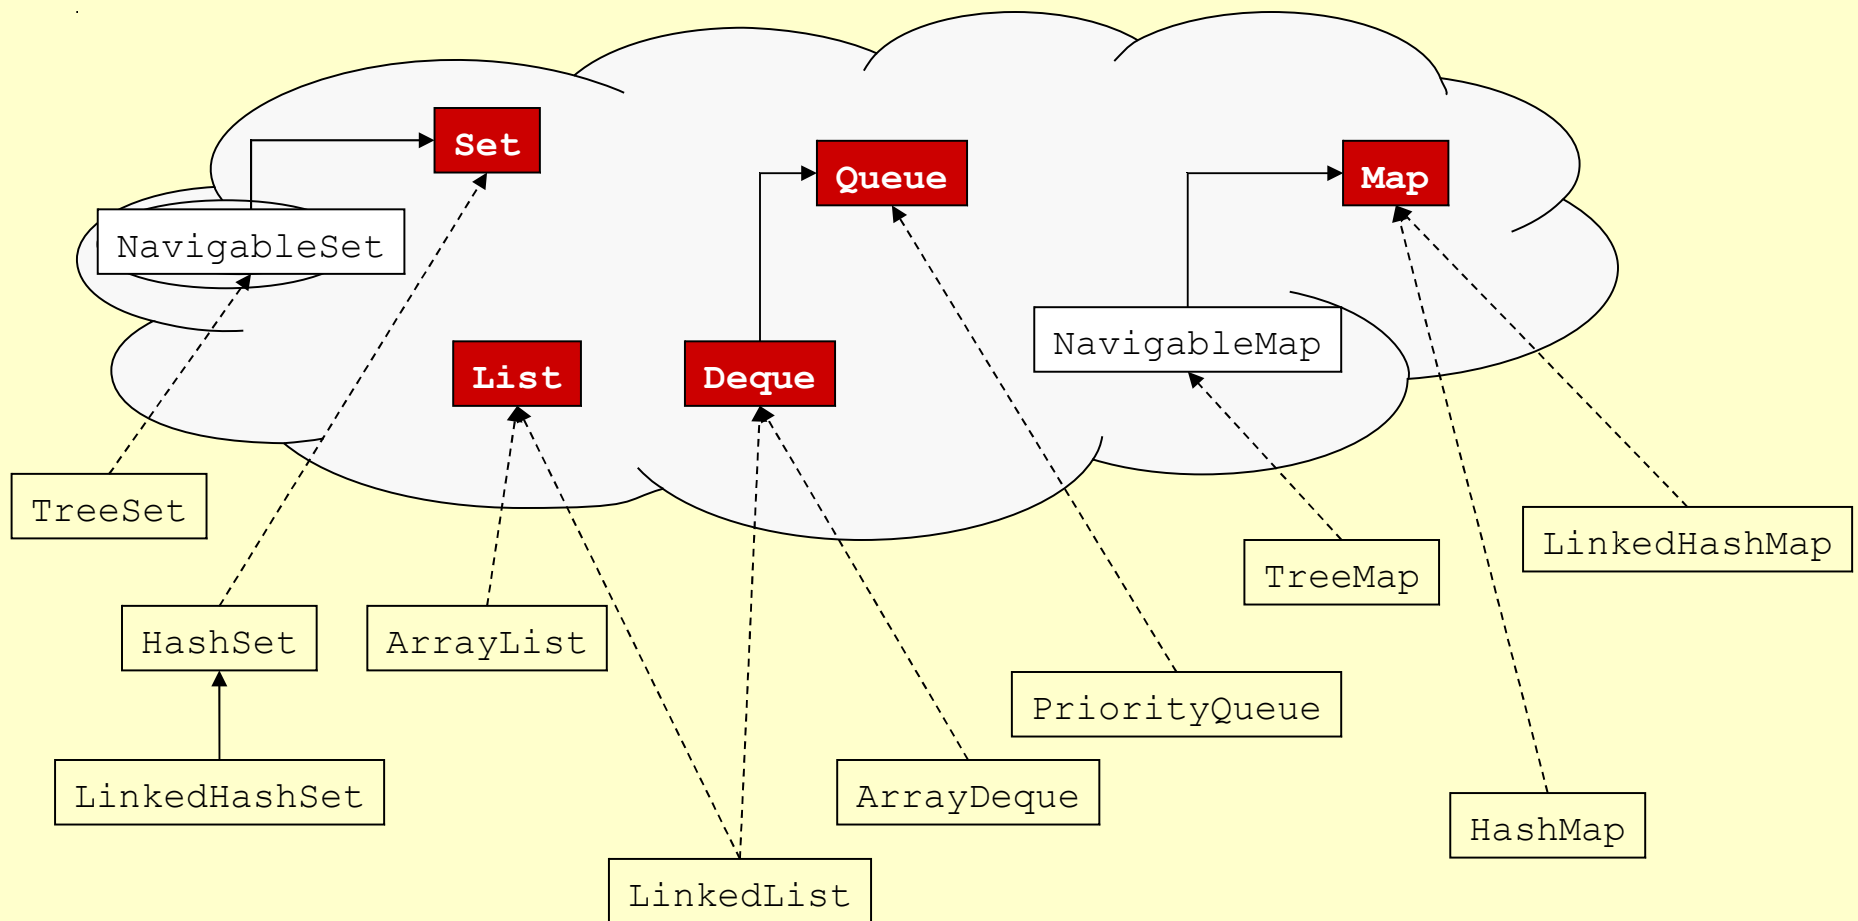 Set
Queue
Map
NavigableSet
NavigableMap
List
Deque
TreeSet
LinkedHashMap
TreeMap
HashSet
ArrayList
PriorityQueue
LinkedHashSet
ArrayDeque
HashMap
LinkedList